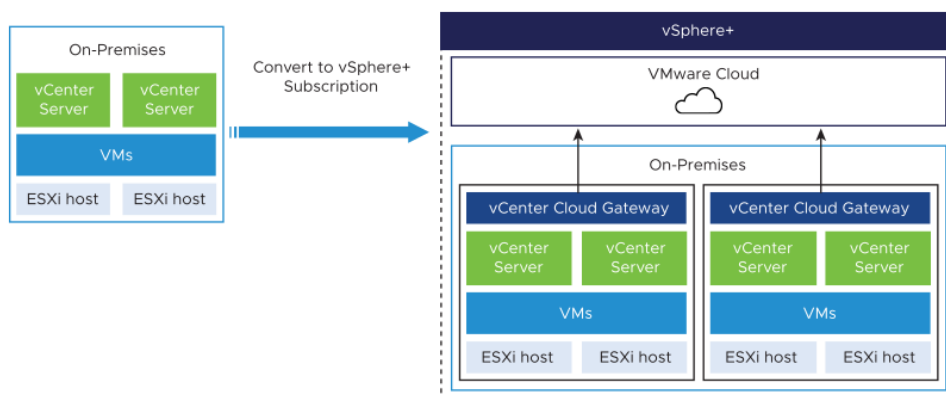 On-Premises
vCenter
Server
vCenter
Server
VMs
ESXi host
ESXi host
Convert to vSphere+
Subscription
vSphere+
VMware Cloud
On-Premises
vCenter Cloud Gateway
vCenter
Server
vCenter
Server
VMs
ESXi host
ESXi host
vCenter Cloud Gateway
vCenter
Server
vCenter
Server
VMs
ESXi host
ESXi host